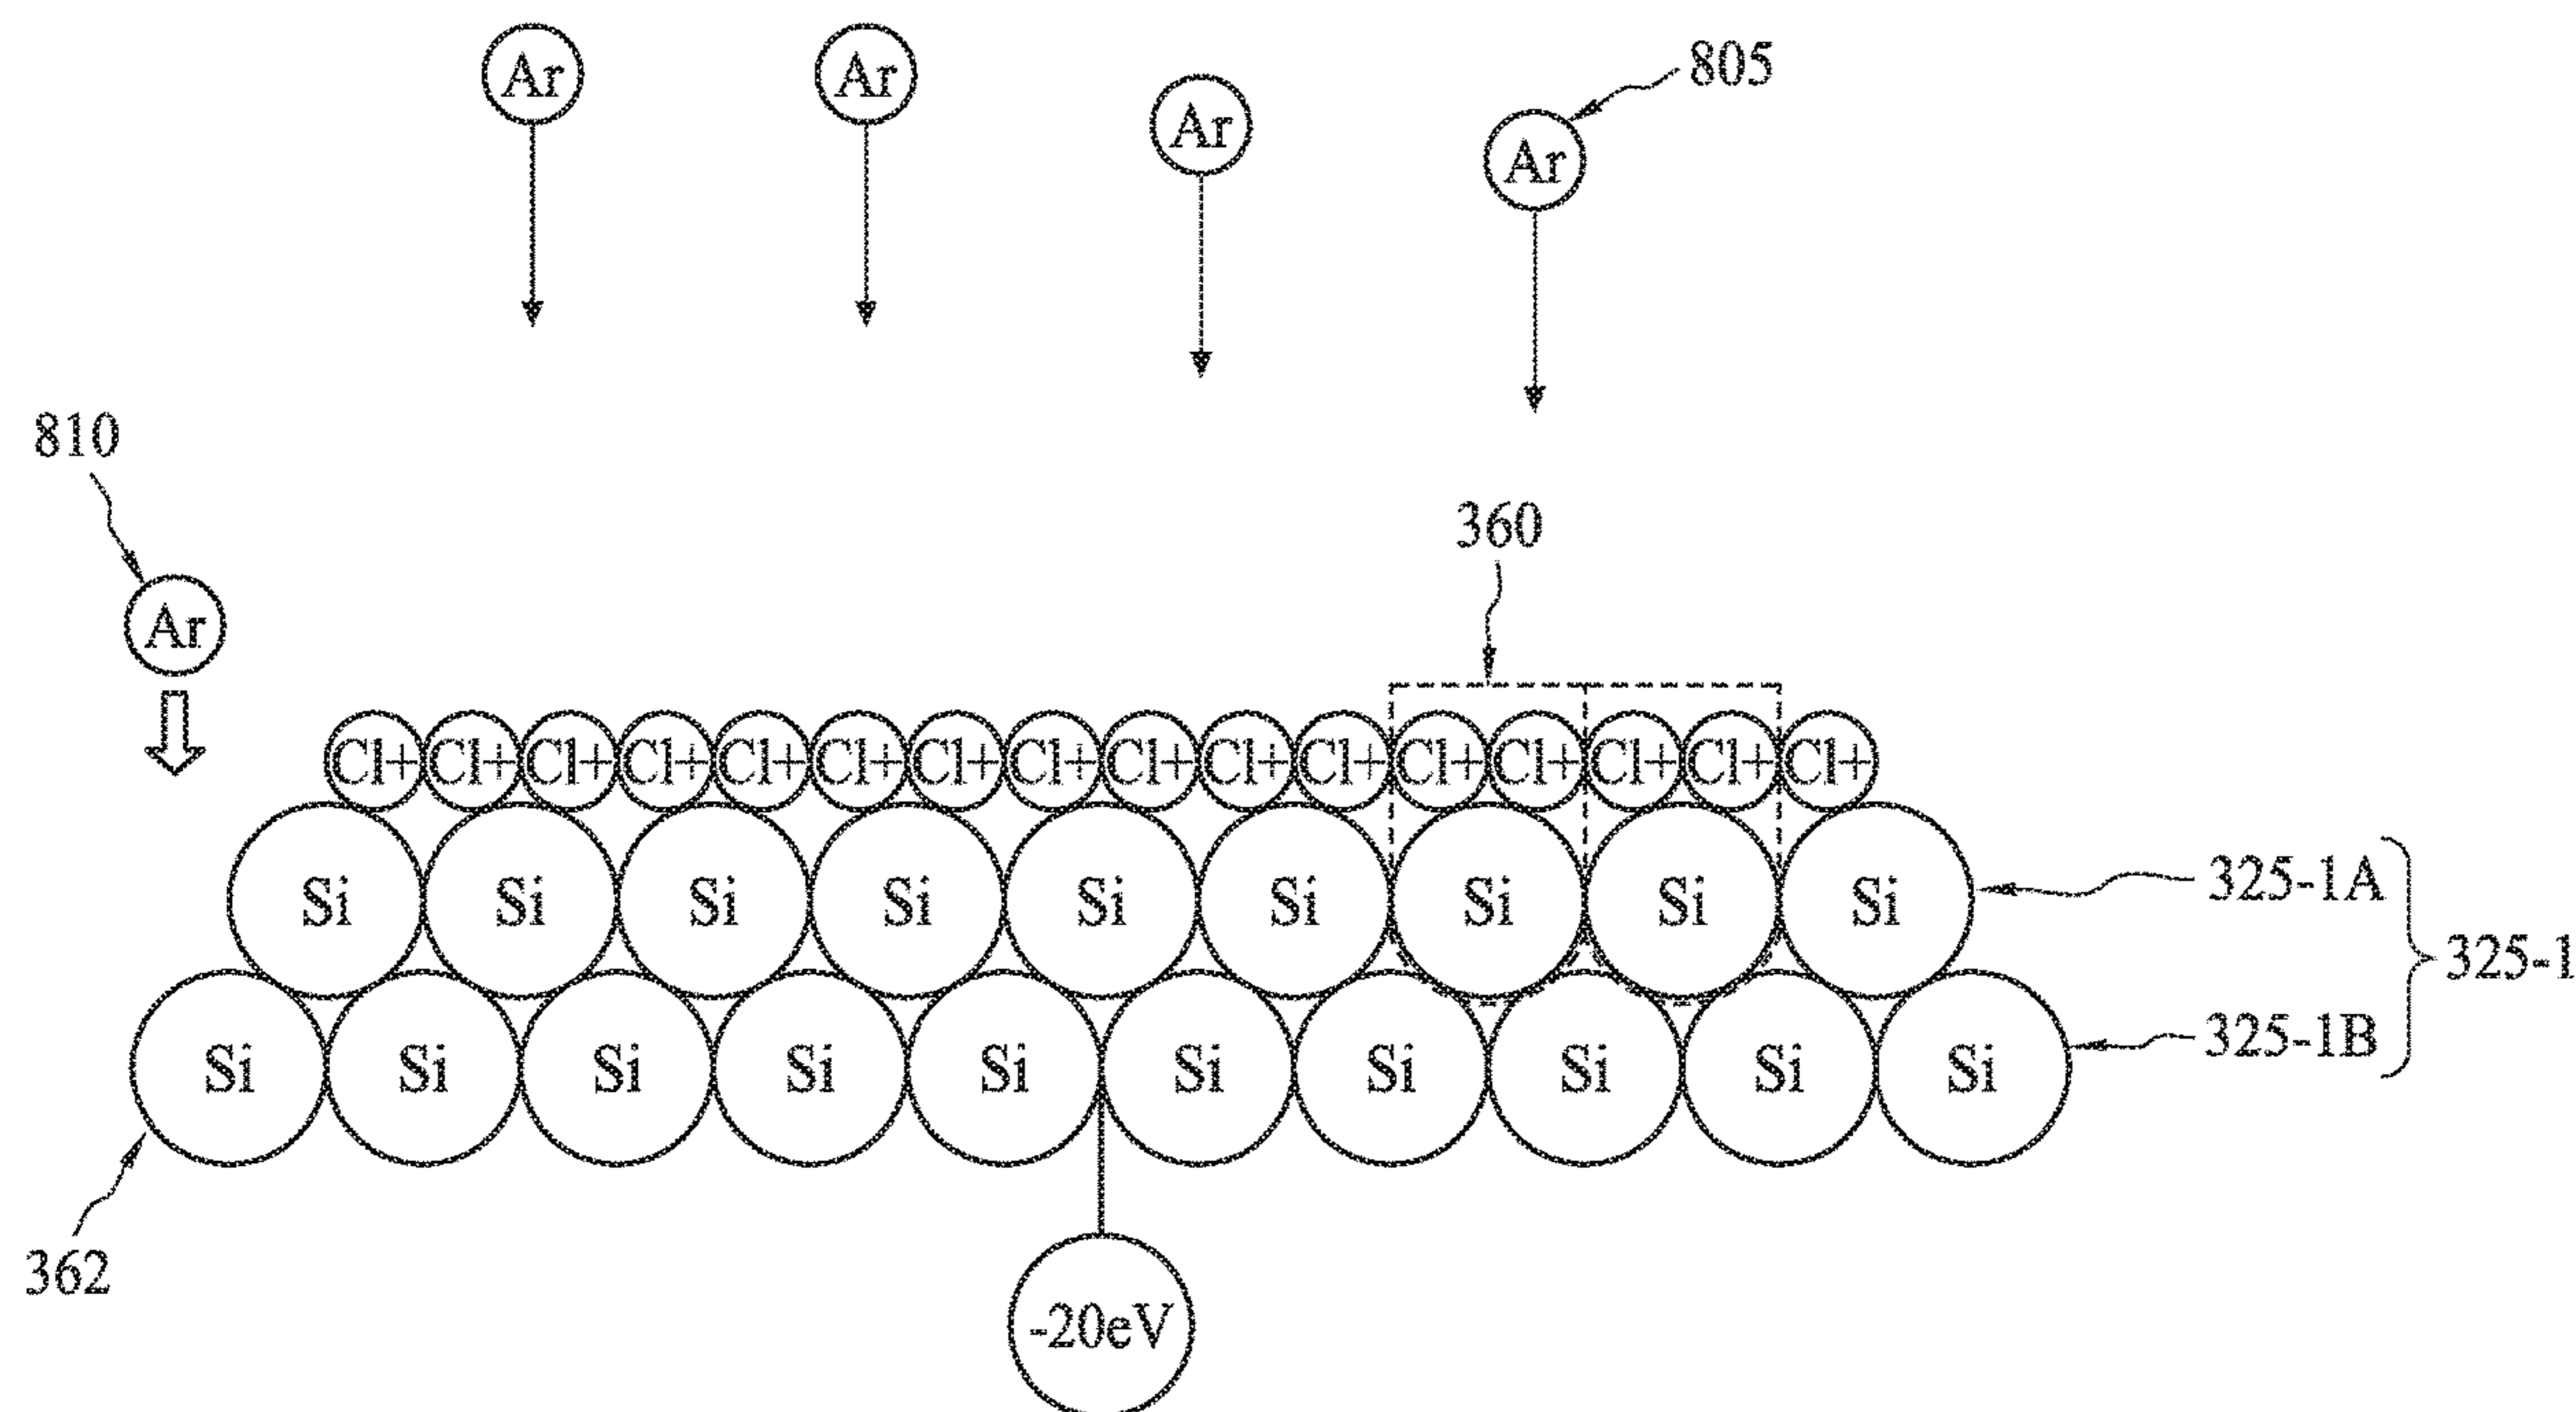 Ar Ar Ar Ar 805
810
Ar
360
Cl+ Cl+ Cl+ Cl+ Cl+ Cl+ Cl+ Cl+ Cl+ Cl+ Cl+ Cl+ Cl+ Cl+ Cl+ Cl+
Si Si Si Si Si Si Si Si Si 325-1A
325-1
Si Si Si Si Si Si Si Si Si Si 325-1B
362
-20eV